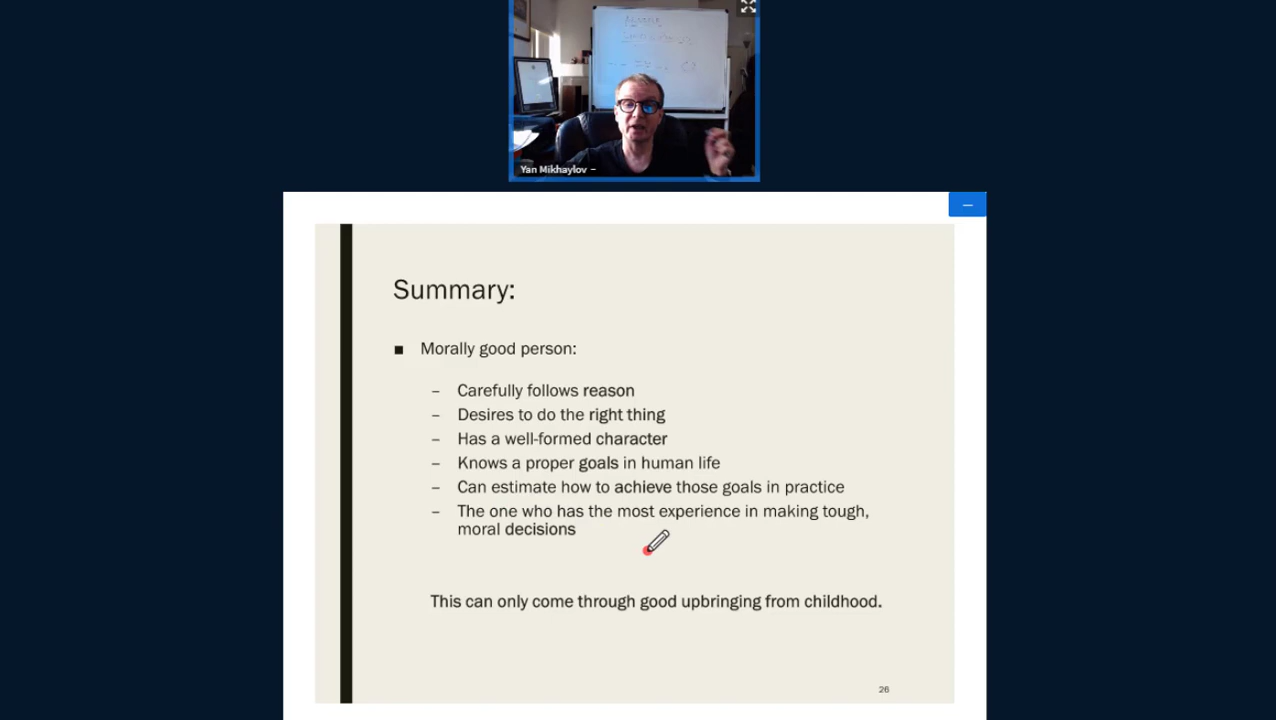 Yan Mikhaylov
Summary:
■ Morally good person:
– Carefully follows reason
– Desires to do the right thing
– Has a well-formed character
– Knows a proper goals in human life
– Can estimate how to achieve those goals in practice
– The one who has the most experience in making tough,
moral decisions
This can only come through good upbringing from childhood.
26